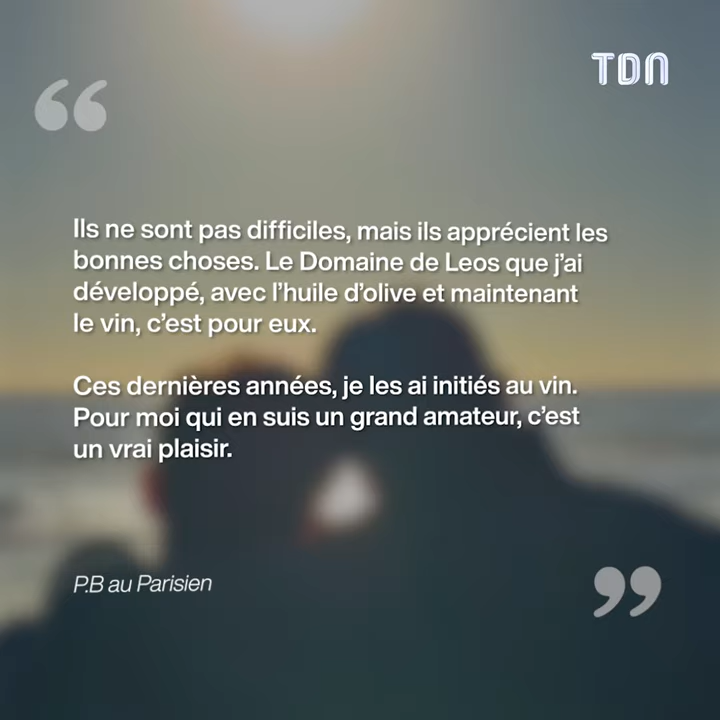 TDN
“
Ils ne sont pas difficiles, mais ils apprécient les
bonnes choses. Le Domaine de Leos que j’ai
développé, avec l’huile d’olive et maintenant
le vin, c’est pour eux.
Ces dernières années, je les ai initiés au vin.
Pour moi qui en suis un grand amateur, c’est
un vrai plaisir.
P.B au Parisien
”